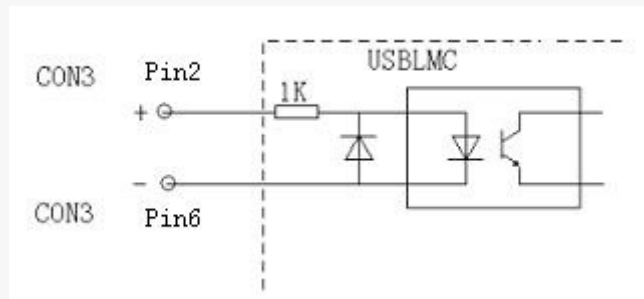 USBLMC
CON3 Pin2
1K
+
-
CON3 Pin6